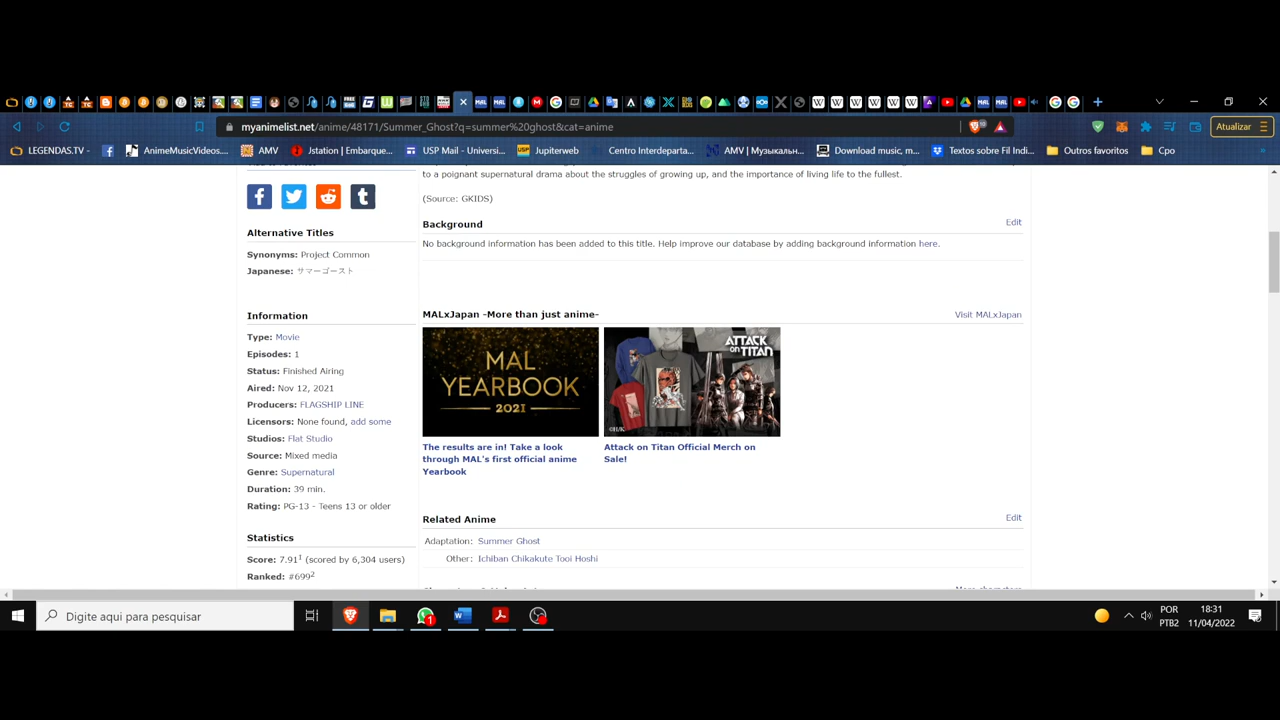 myanimelist.net/anime/48171/Summer_Ghost?q=summer%20ghost&cat=anime
Atualizar
LEGENDAS.TV -
AnimeMusicVideos...
AMV
Jstation | Embarque...
USP Mail - Universi...
Jupiterweb
Centro Interdeparta...
AMV | Музыкальн...
Download music, m...
Textos sobre Fil Indi...
Outros favoritos
Cpo
to a poignant supernatural drama about the struggles of growing up, and the importance of living life to the fullest.
(Source: GKIDS)
Background
Edit
No background information has been added to this title. Help improve our database by adding background information here.
Alternative Titles
Synonyms: Project Common
Japanese: サマーゴースト
Information
Type: Movie
Episodes: 1
Status: Finished Airing
Aired: Nov 12, 2021
Producers: FLAGSHIP LINE
Licensors: None found, add some
Studios: Flat Studio
Source: Mixed media
Genre: Supernatural
Duration: 39 min.
Rating: PG-13 - Teens 13 or older
Statistics
Score: 7.91¹ (scored by 6,304 users)
Ranked: #699²
MALxJapan -More than just anime-
Visit MALxJapan
MAL
YEARBOOK
2021
ATTACK
ON TITAN
©H/K
The results are in! Take a look
through MAL's first official anime
Yearbook
Attack on Titan Official Merch on
Sale!
Related Anime
Edit
Adaptation: Summer Ghost
Other: Ichiban Chikakute Tooi Hoshi
Digite aqui para pesquisar
POR
PTB2
18:31
11/04/2022